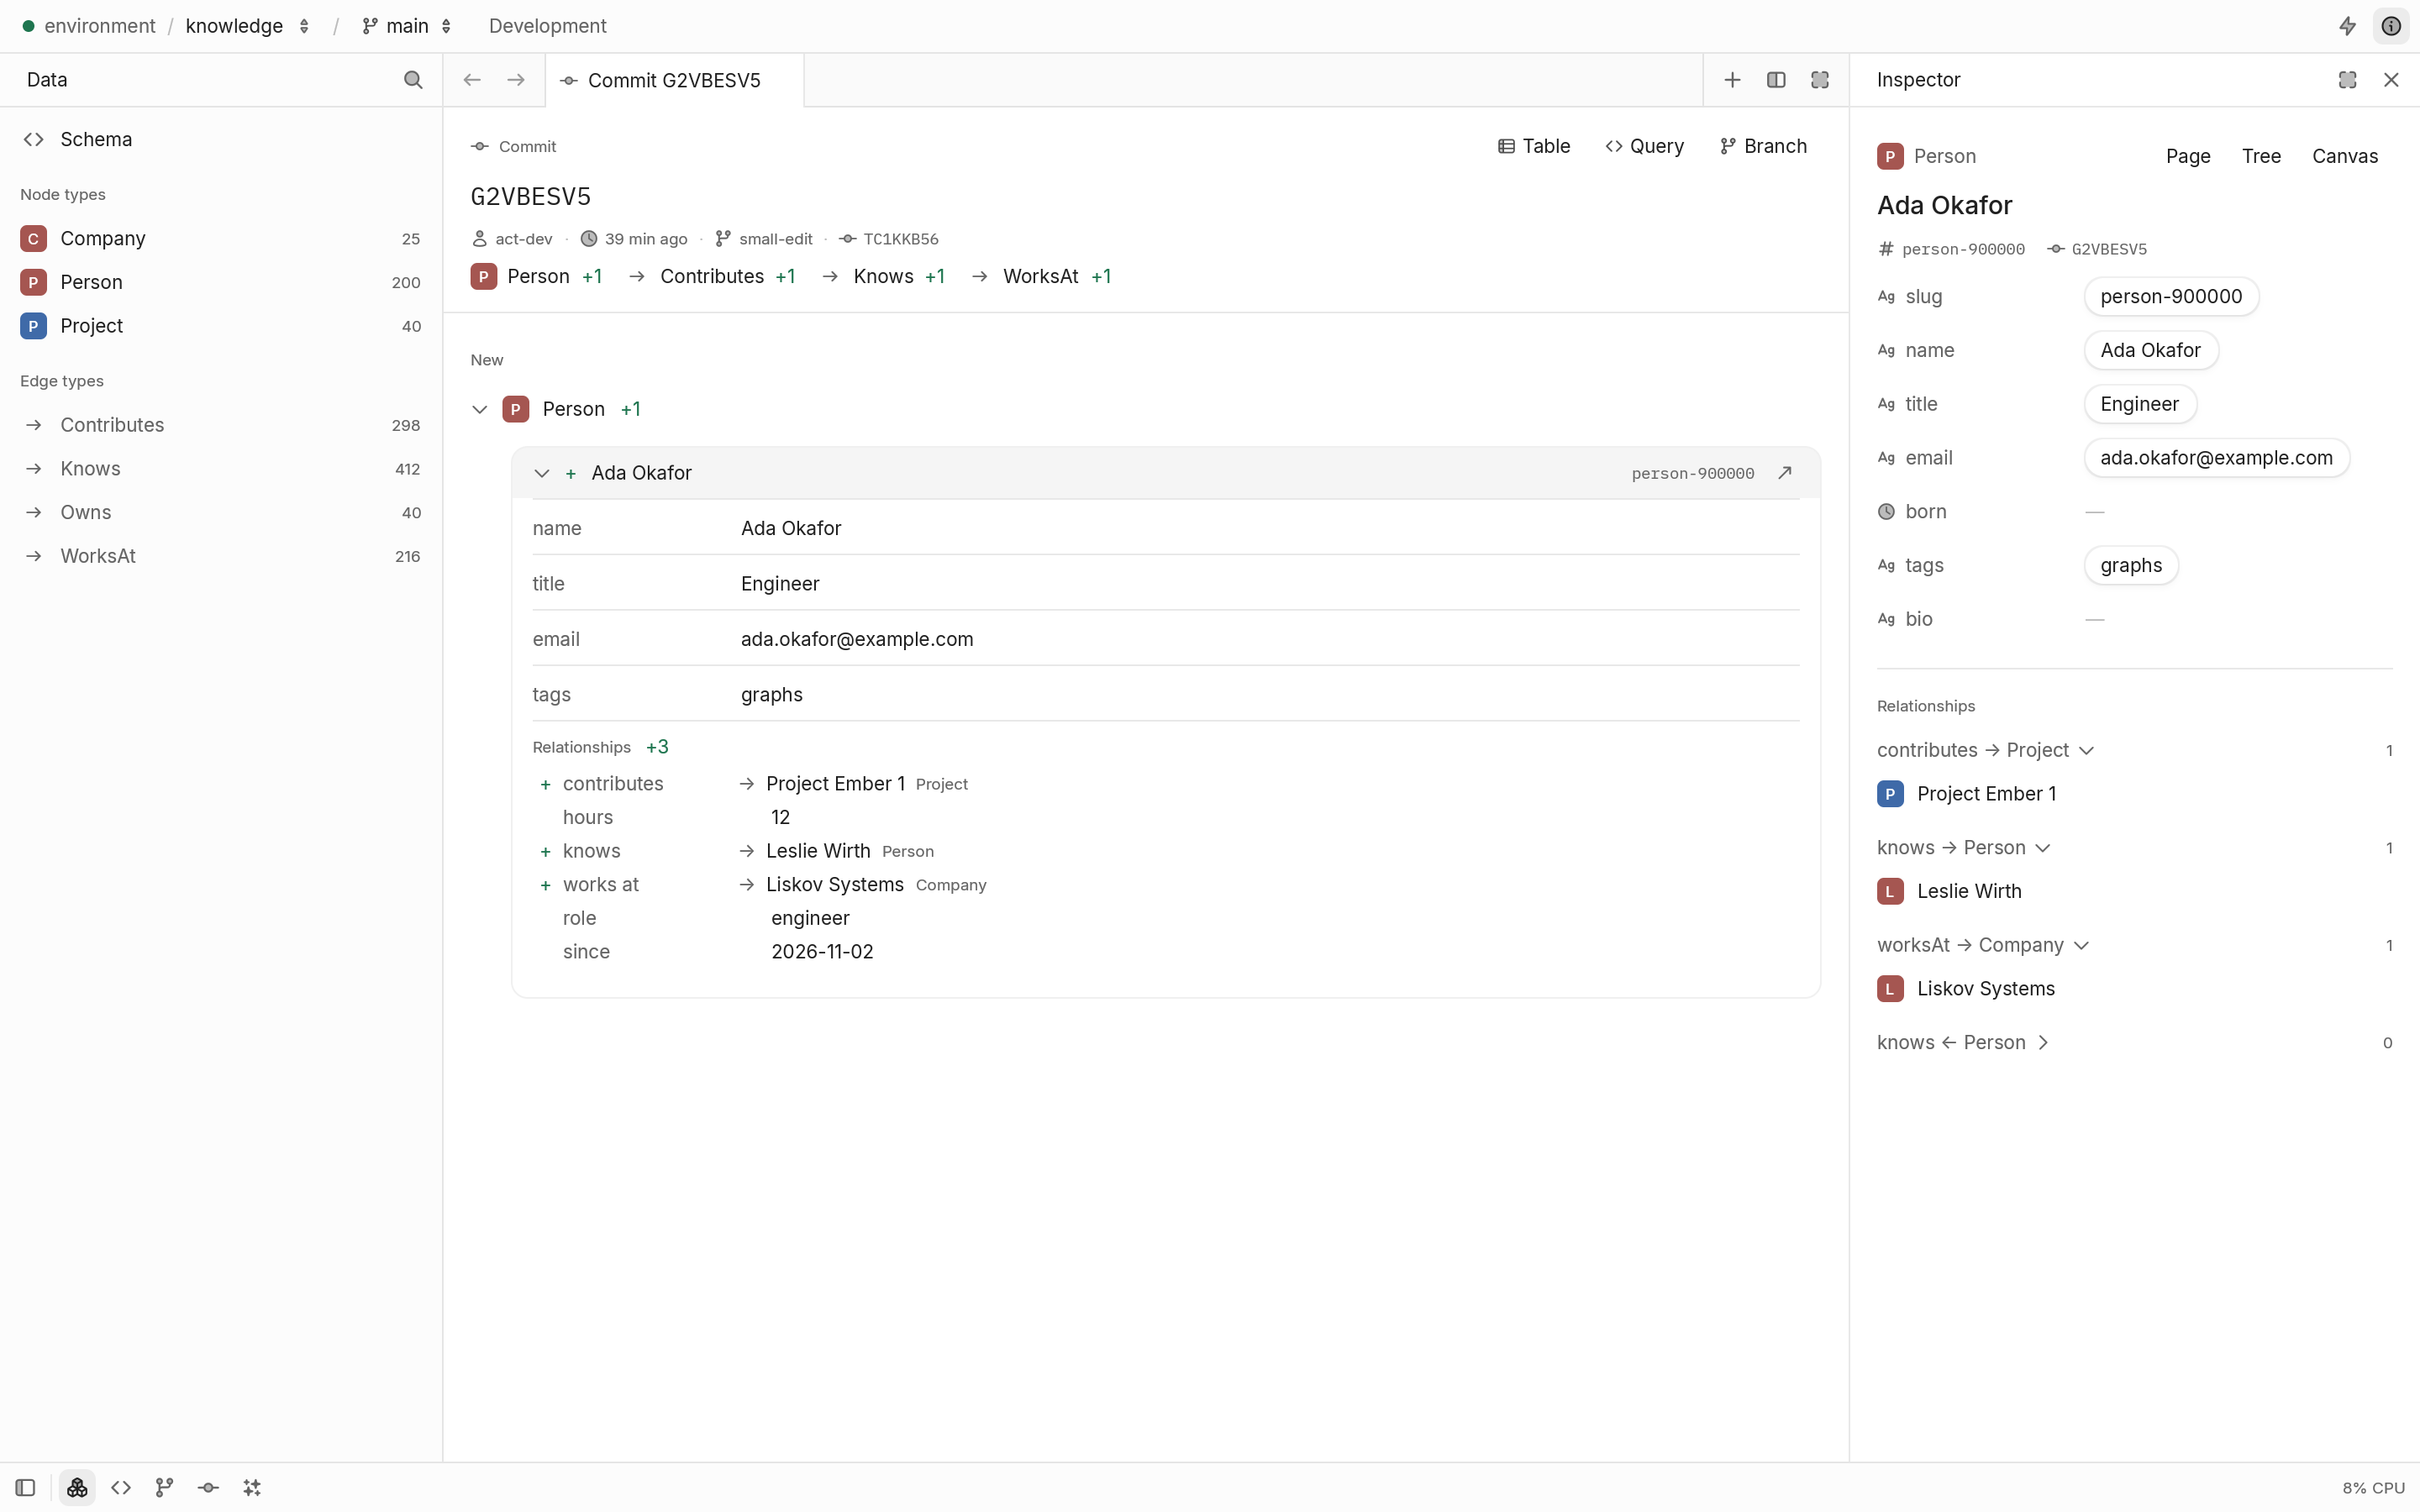 environment / knowledge / main Development
Data
Schema
Node types
C Company 25
P Person 200
P Project 40
Edge types
Contributes 298
Knows 412
Owns 40
WorksAt 216
Commit G2VBESV5
Commit
Table Query Branch
G2VBESV5
act-dev · 39 min ago · small-edit · TC1KKB56
P Person +1 → Contributes +1 → Knows +1 → WorksAt +1
New
P Person +1
+ Ada Okafor person-900000
name Ada Okafor
title Engineer
email ada.okafor@example.com
tags graphs
Relationships +3
+ contributes → Project Ember 1 Project
hours 12
+ knows → Leslie Wirth Person
+ works at → Liskov Systems Company
role engineer
since 2026-11-02
Inspector
P Person Page Tree Canvas
Ada Okafor
# person-900000 G2VBESV5
Ag slug person-900000
Ag name Ada Okafor
Ag title Engineer
Ag email ada.okafor@example.com
born —
Ag tags graphs
Ag bio —
Relationships
contributes → Project 1
P Project Ember 1
knows → Person 1
L Leslie Wirth
worksAt → Company 1
L Liskov Systems
knows ← Person 0
8% CPU